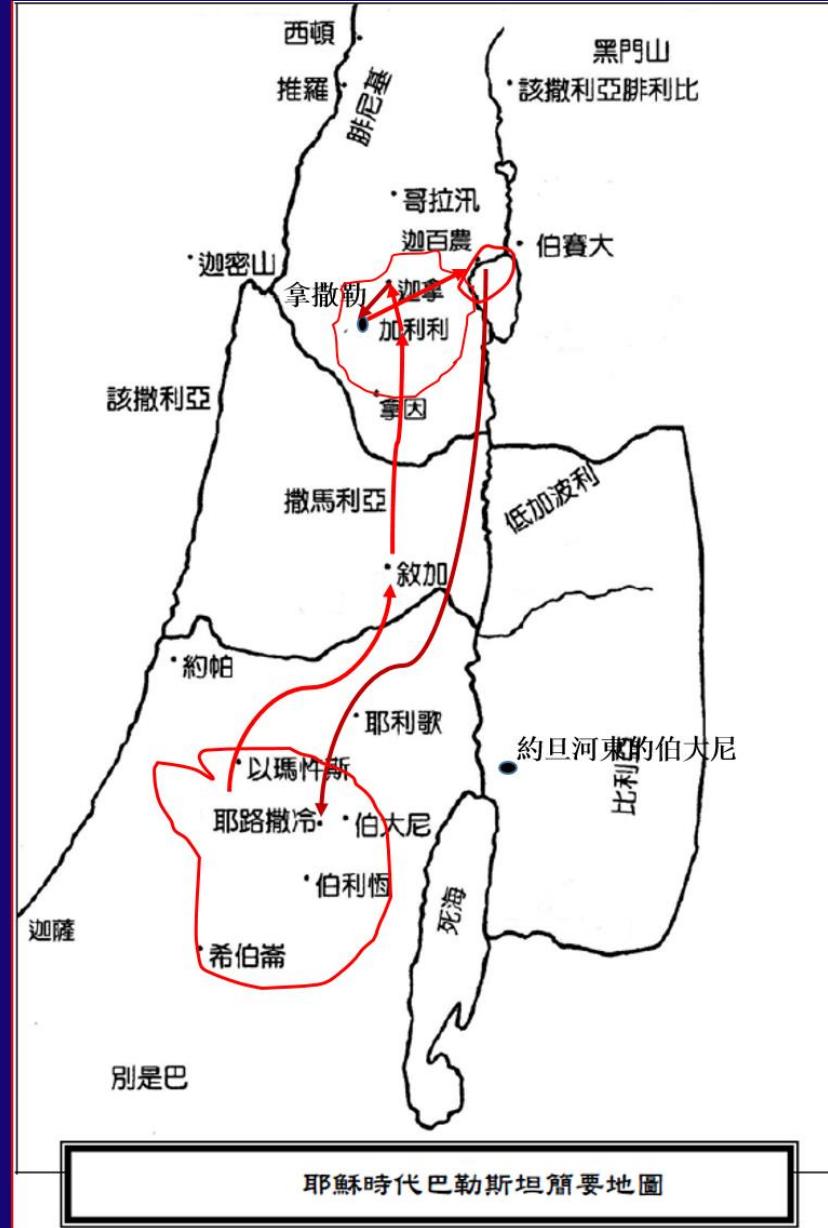 西頓
黑門山
推羅
該撒利亞腓利比
腓尼基
哥拉汛
迦百農
伯賽大
迦密山
拿撒勒
迦拿
加利利
該撒利亞
拿因
低加波利
撒馬利亞
敘加
約帕
耶利歌
約旦河東的伯大尼
以瑪忤斯
比利亞
耶路撒冷
伯大尼
伯利恆
死海
迦薩
希伯崙
別是巴
耶穌時代巴勒斯坦簡要地圖